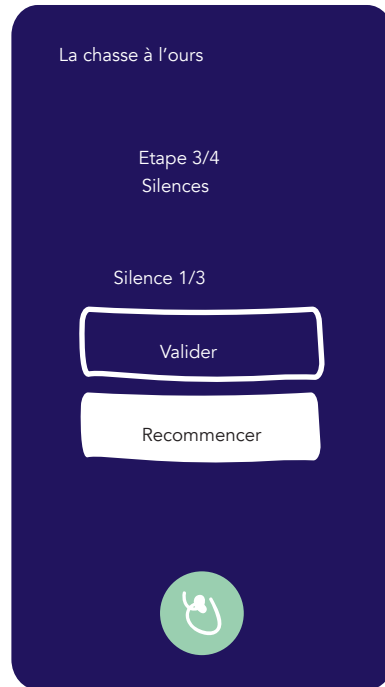 La chasse à l’ours
Etape 3/4
Silences
Silence 1/3
Valider
Recommencer